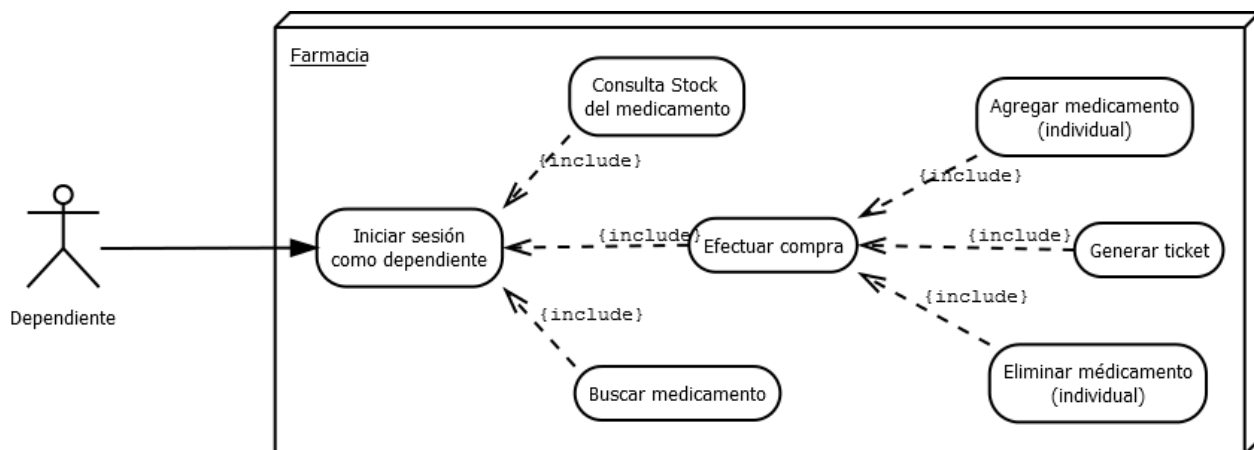 Farmacia
Consulta Stock
del medicamento
Agregar medicamento
(individual)
{include}
{include}
Iniciar sesión
como dependiente
{include}
Efectuar compra
{include}
Generar ticket
Dependiente
{include}
{include}
Buscar medicamento
Eliminar médicamento
(individual)